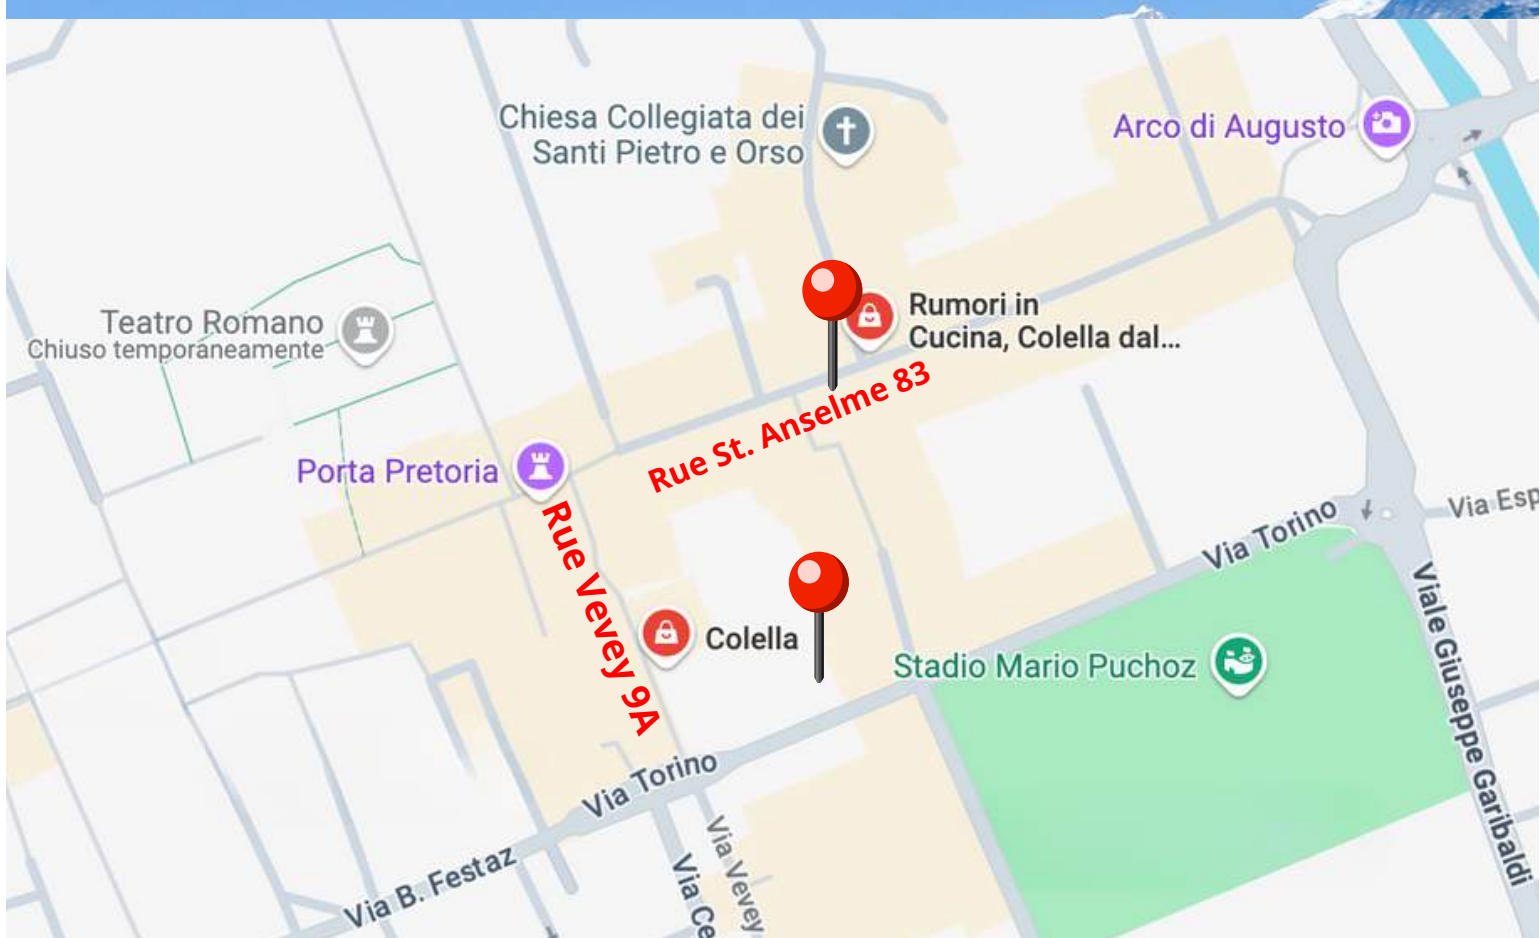 Chiesa Collegiata dei
Santi Pietro e Orso
Arco di Augusto
Teatro Romano
Chiuso temporaneamente
Rumori in
Cucina, Colella dal...
Rue St. Anselme 83
Porta Pretoria
Rue Vevey 9A
Via Torino
Via Esp
Colella
Stadio Mario Puchoz
Viale Giuseppe Garibaldi
Via Torino
Via B. Festaz
Via Ce
Via Vevey